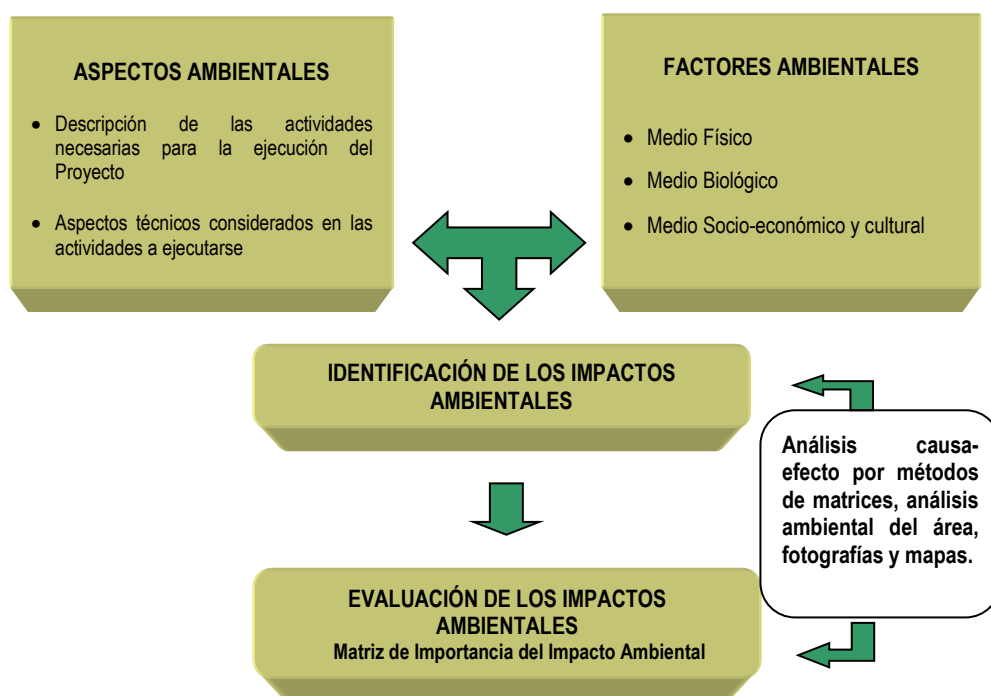 ASPECTOS AMBIENTALES
• Descripción de las actividades
necesarias para la ejecución del
Proyecto
• Aspectos técnicos considerados en las
actividades a ejecutarse
FACTORES AMBIENTALES
• Medio Físico
• Medio Biológico
• Medio Socio-económico y cultural
IDENTIFICACIÓN DE LOS IMPACTOS
AMBIENTALES
Análisis causa-
efecto por métodos
de matrices, análisis
ambiental del área,
fotografías y mapas.
EVALUACIÓN DE LOS IMPACTOS
AMBIENTALES
Matriz de Importancia del Impacto Ambiental